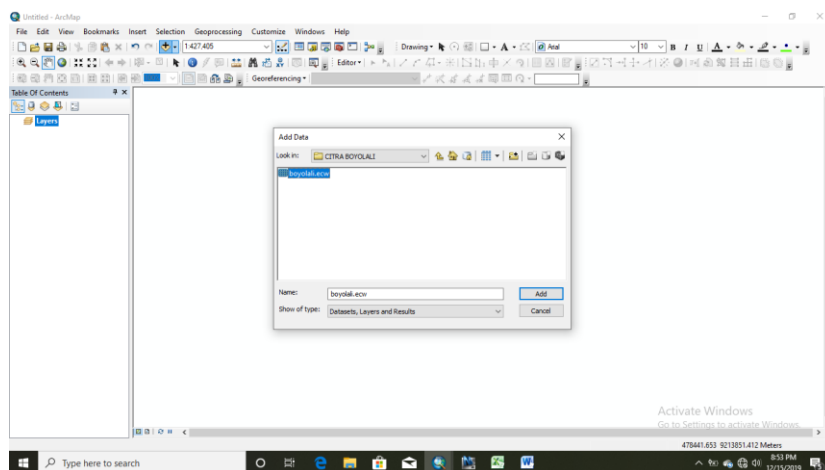 Untitled - ArcMap
File Edit View Bookmarks Insert Selection Geoprocessing Customize Windows Help
1:427.405 Drawing Arial 10 B I U A
Editor
Georeferencing
Table Of Contents
Layers
Add Data
Look in: CITRA BOYOLALI
boyolali.ecw
Name: boyolali.ecw Add
Show of type: Datasets, Layers and Results Cancel
Activate Windows
Go to Settings to activate Windows.
478441.653 9213851.412 Meters
Type here to search
8:53 PM
12/15/2019